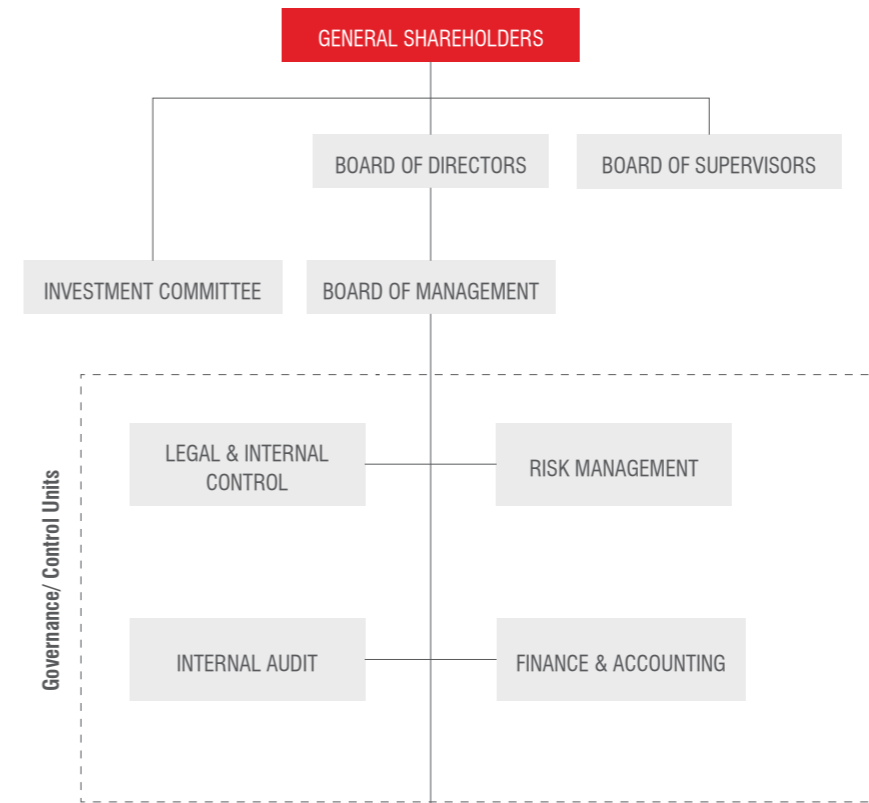 GENERAL SHAREHOLDERS
BOARD OF DIRECTORS
BOARD OF SUPERVISORS
INVESTMENT COMMITTEE
BOARD OF MANAGEMENT
Governance/ Control Units
LEGAL & INTERNAL
CONTROL
RISK MANAGEMENT
INTERNAL AUDIT
FINANCE & ACCOUNTING